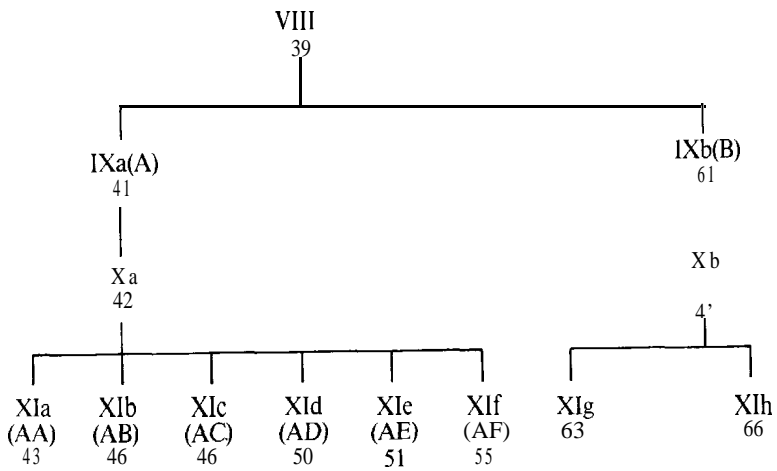 VIII
39
IXa(A) IXb(B)
41 61
Xa Xb
42 4’
XIa XIb XIc XId XIe XIf XIg XIh
(AA) (AB) (AC) (AD) (AE) (AF) 63 66
43 46 46 50 51 55